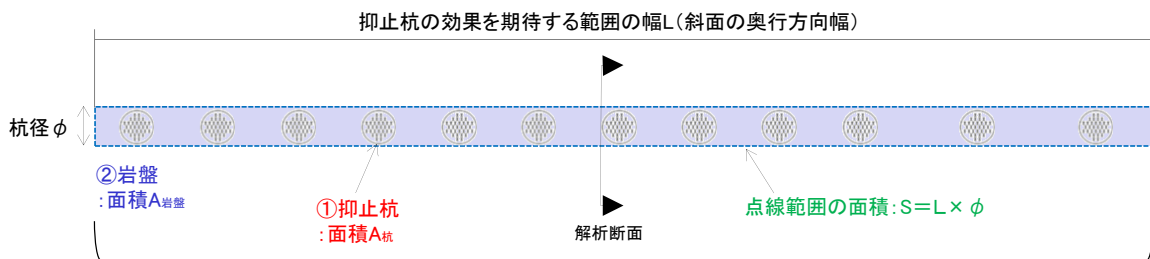 抑止杭の効果を期待する範囲の幅L(斜面の奥行方向幅)
杭径φ
②岩盤
:面積A岩盤
①抑止杭
:面積A杭
解析断面
点線範囲の面積:S=L×φ